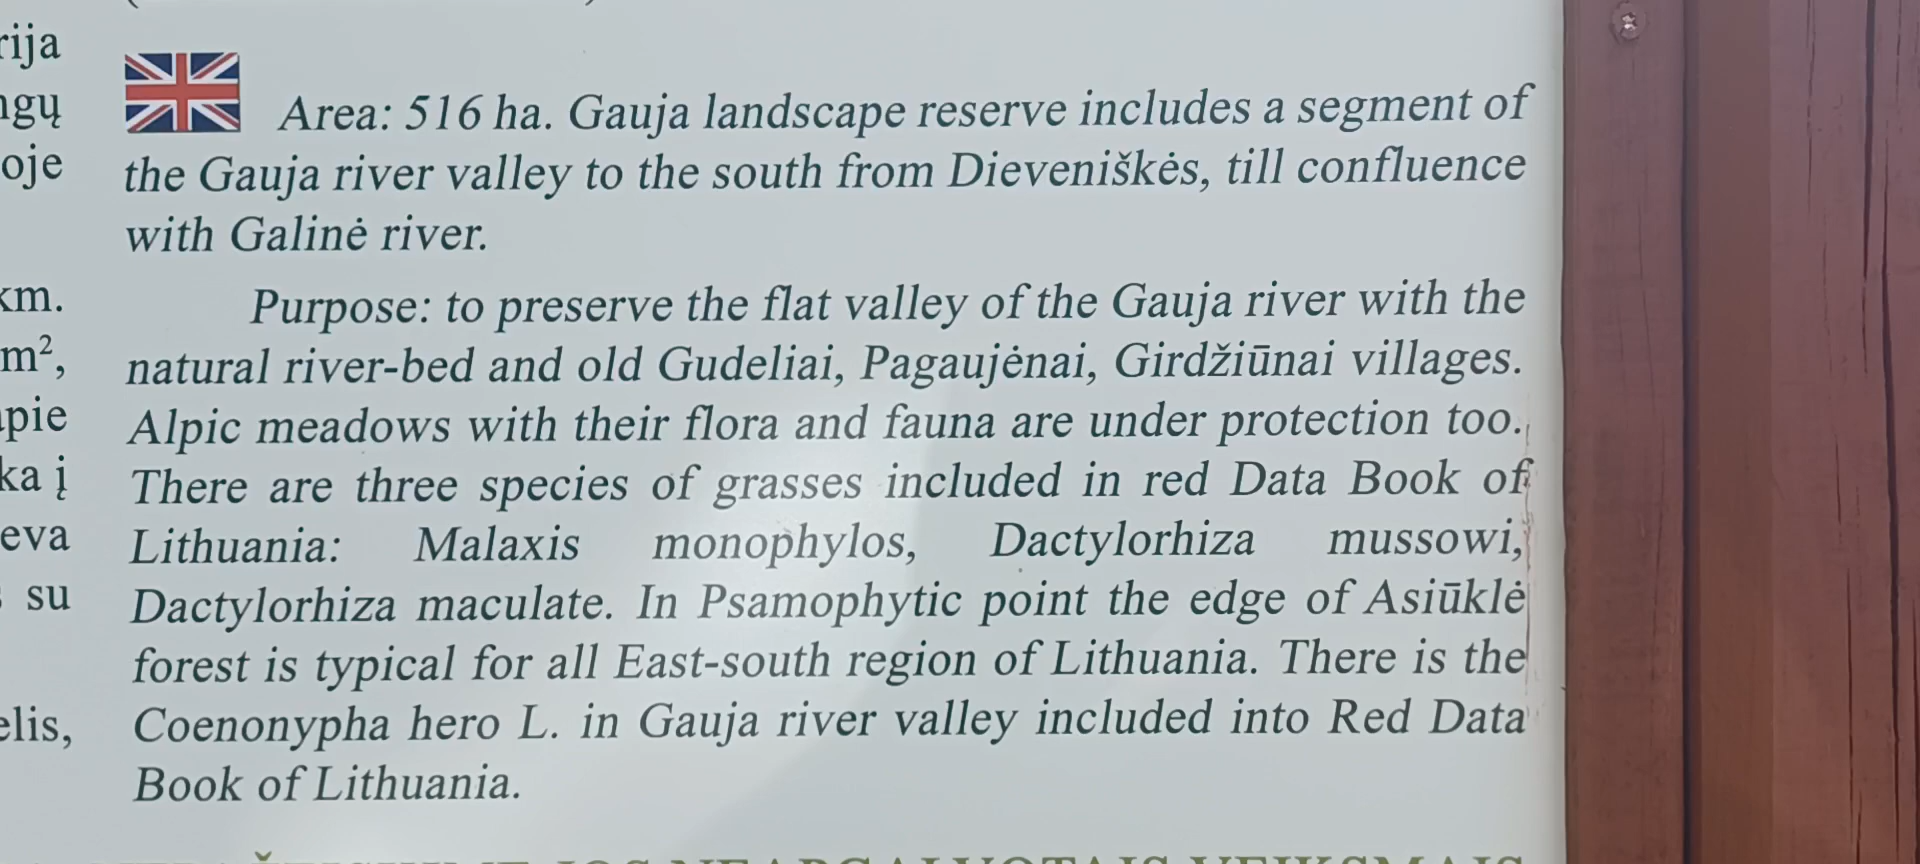 rija
ngų
oje
km.
m²,
pie
ka į
eva
su
elis,
Area: 516 ha. Gauja landscape reserve includes a segment of
the Gauja river valley to the south from Dieveniškės, till confluence
with Galinė river.
Purpose: to preserve the flat valley of the Gauja river with the
natural river-bed and old Gudeliai, Pagaujėnai, Girdžiūnai villages.
Alpic meadows with their flora and fauna are under protection too.
There are three species of grasses included in red Data Book of
Lithuania: Malaxis monophylos, Dactylorhiza mussowi,
Dactylorhiza maculate. In Psamophytic point the edge of Asiūklė
forest is typical for all East-south region of Lithuania. There is the
Coenonypha hero L. in Gauja river valley included into Red Data
Book of Lithuania.